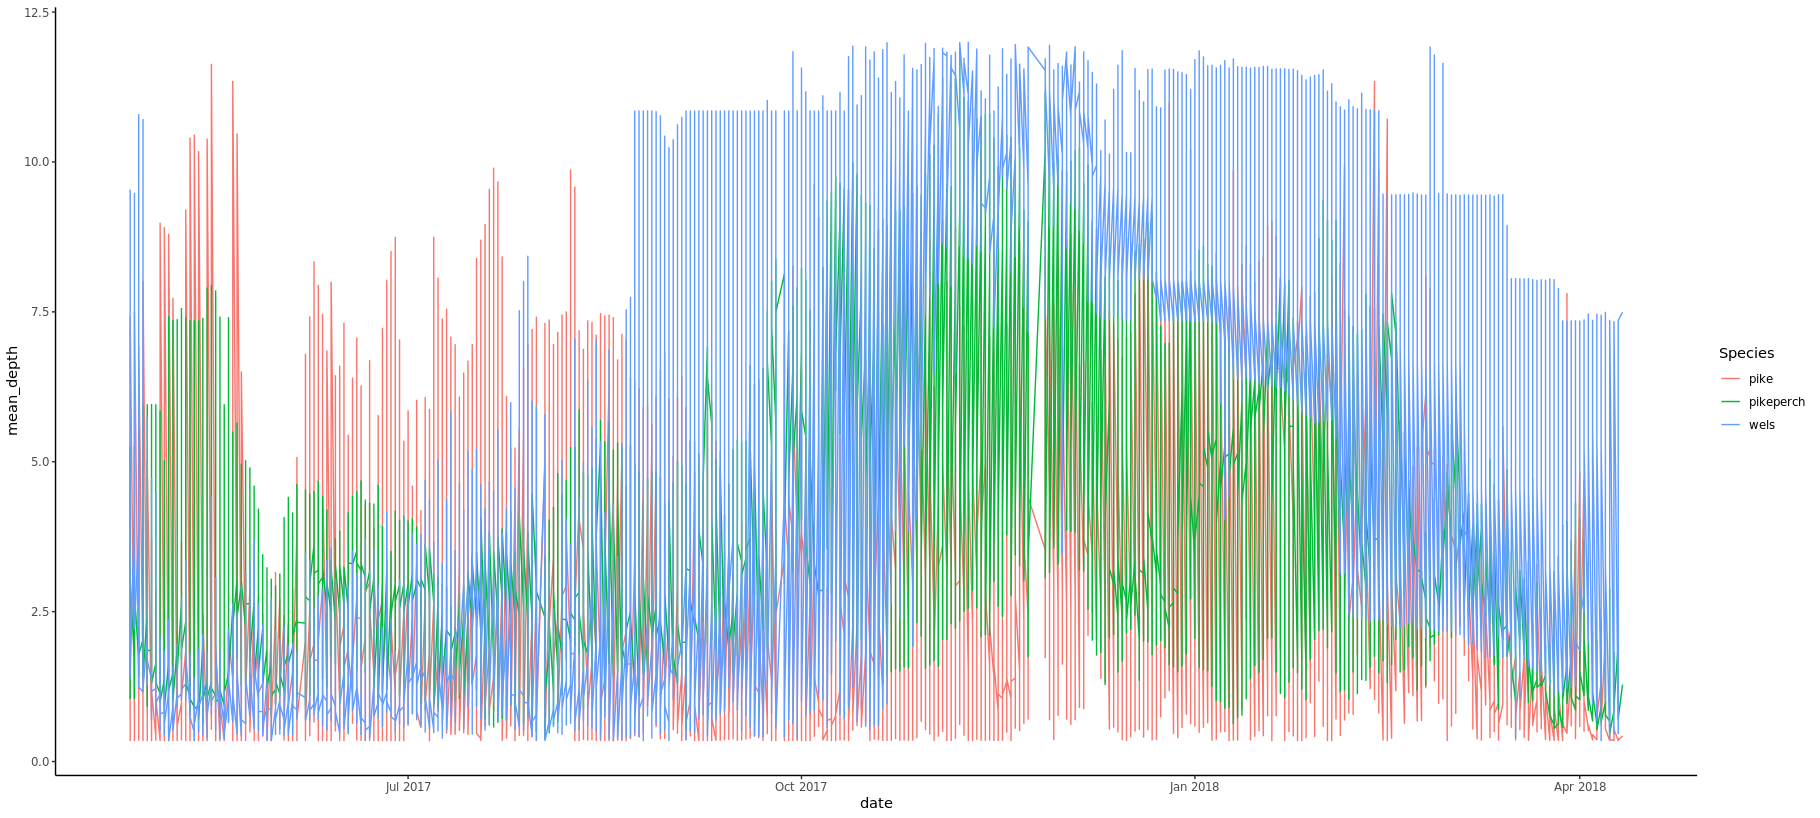 12.5
10.0
7.5
5.0
2.5
0.0
mean_depth
Jul 2017
Oct 2017
Jan 2018
Apr 2018
date
Species
pike
pikeperch
wels